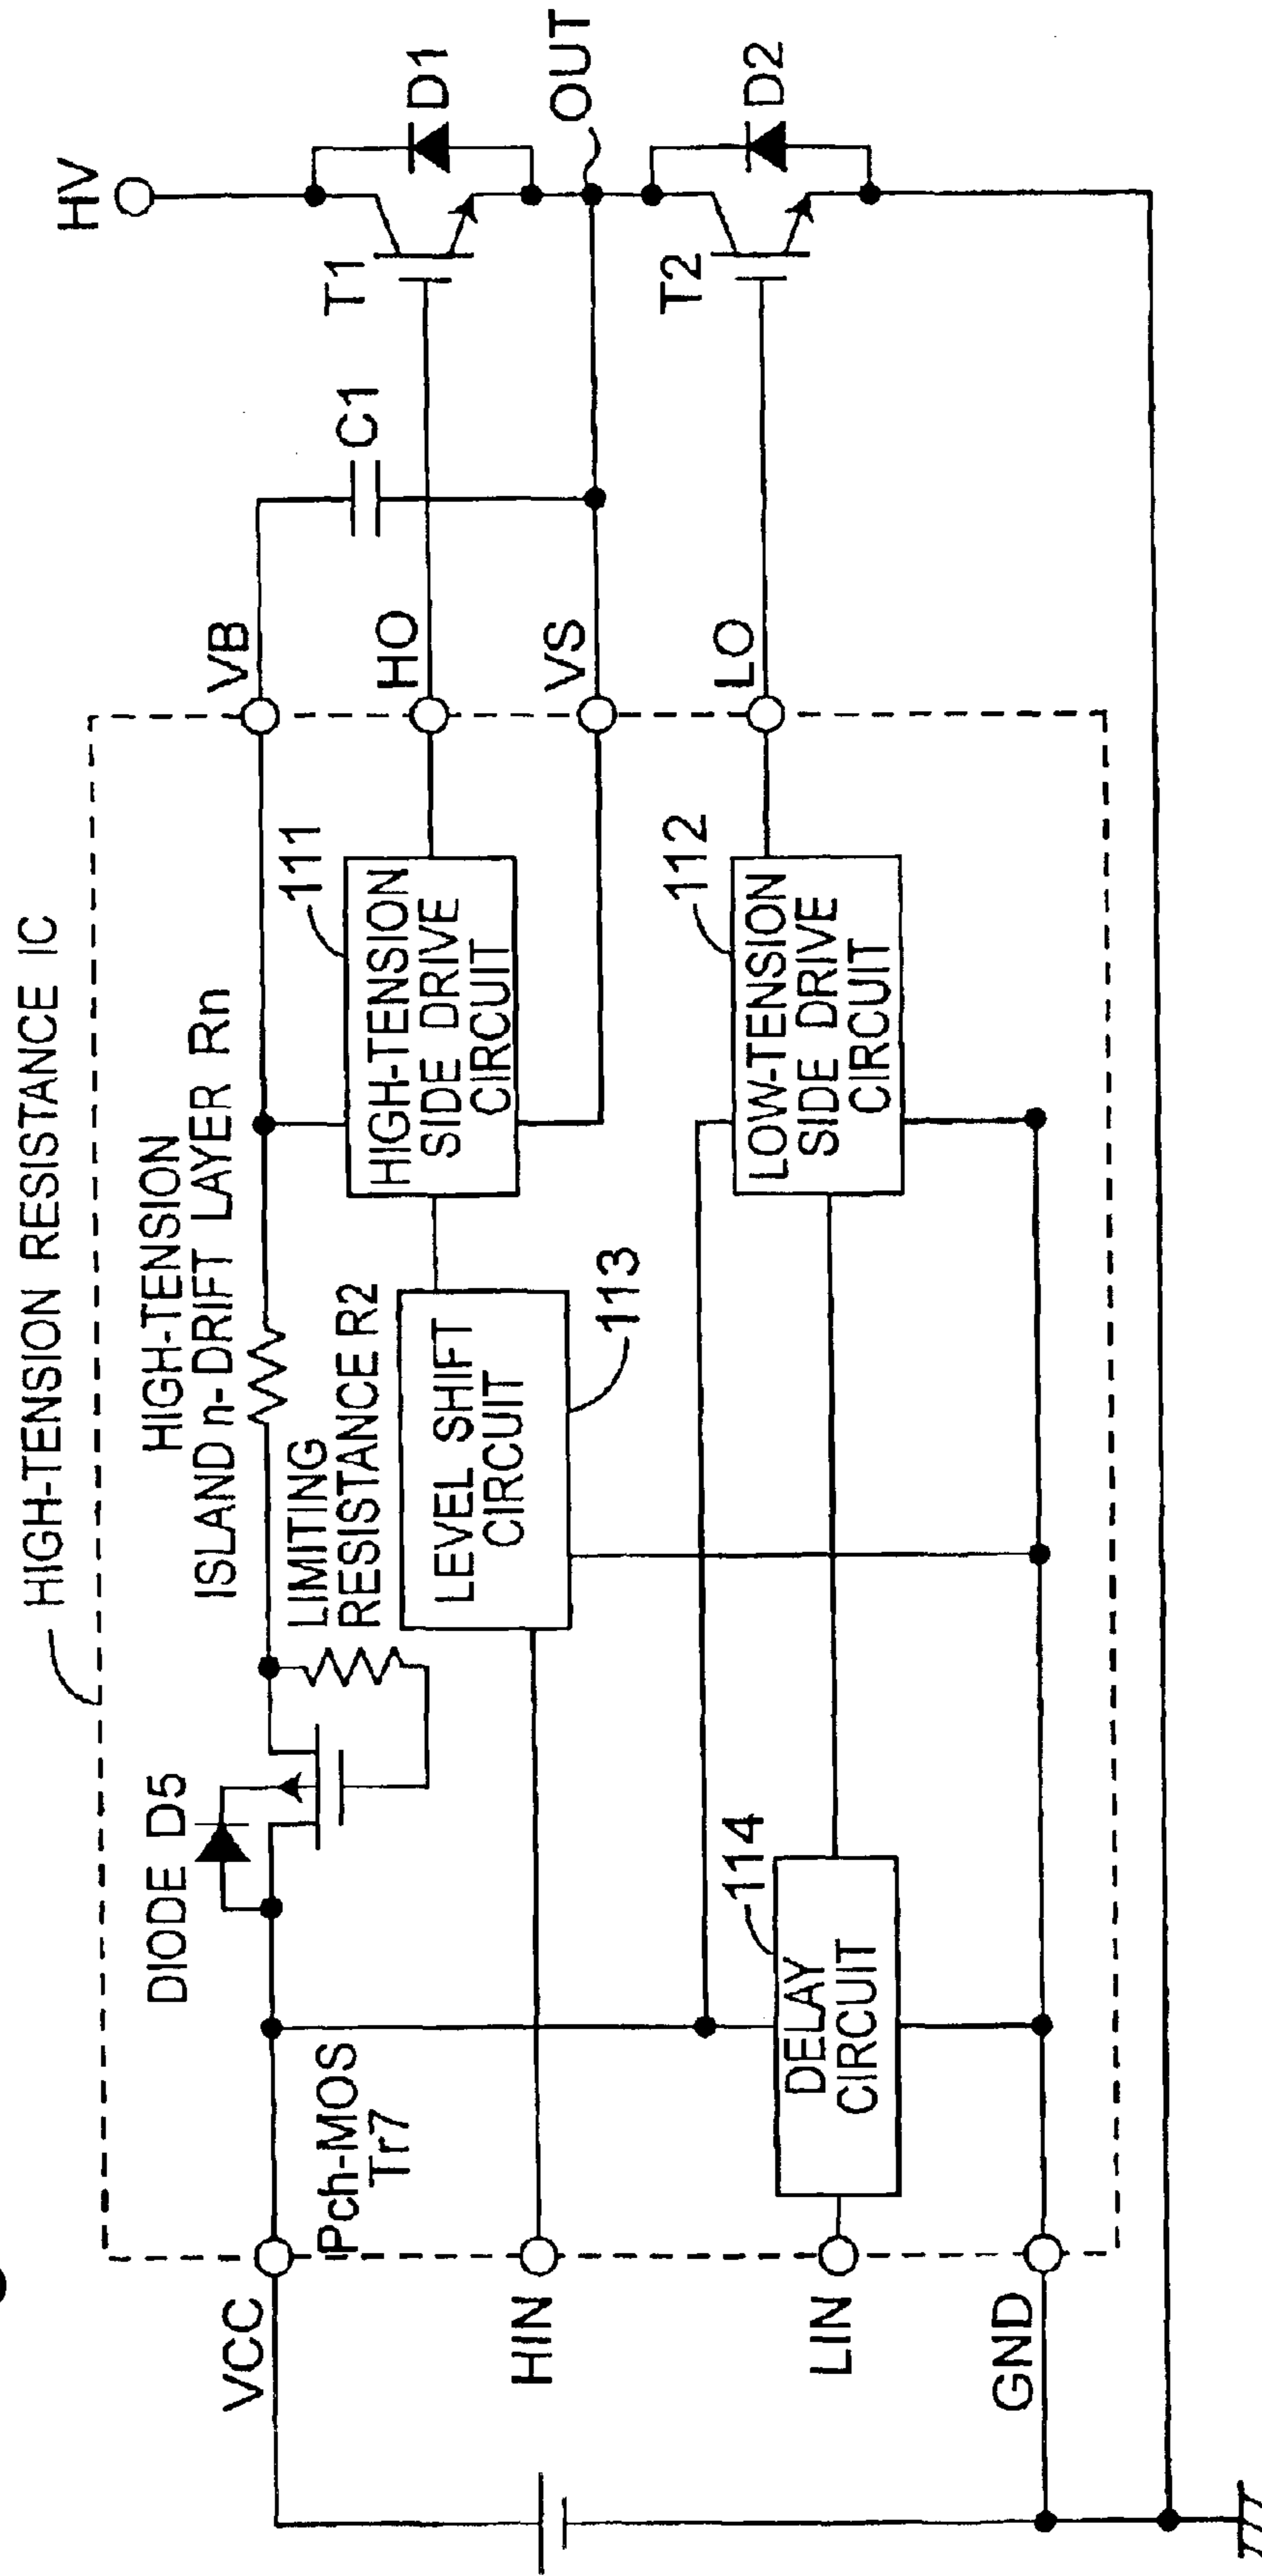 HIGH-TENSION RESISTANCE IC
HIGH-TENSION
ISLAND n- DRIFT LAYER Rn
LIMITING
RESISTANCE R2
DIODE D5
Pch-MOS
Tr7
VCC
HIN
LIN
GND
LEVEL SHIFT
CIRCUIT
113
HIGH-TENSION
SIDE DRIVE
CIRCUIT
111
LOW-TENSION
SIDE DRIVE
CIRCUIT
112
DELAY
CIRCUIT
114
VB
HO
VS
LO
C1
HV
T1
D1
OUT
T2
D2